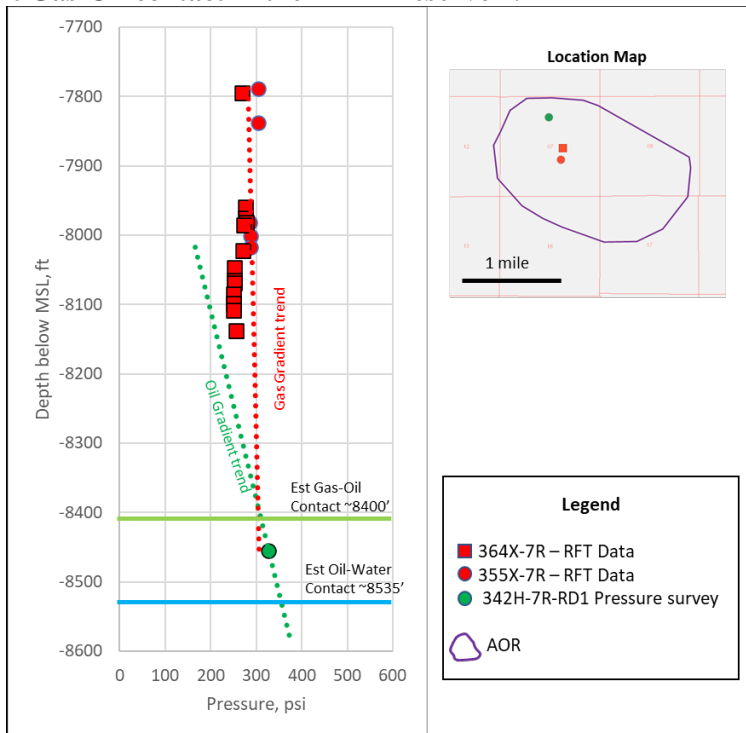 -7700
-7800
-7900
-8000
-8100
-8200
-8300
-8400
-8500
-8600
Depth below MSL, ft
0 100 200 300 400 500 600
Pressure, psi
Oil Gradient trend
Gas Gradient trend
Est Gas-Oil
Contact ~8400'
Est Oil-Water
Contact ~8535'
Location Map
07
1 mile
Legend
364X-7R – RFT Data
355X-7R – RFT Data
342H-7R-RD1 Pressure survey
AOR